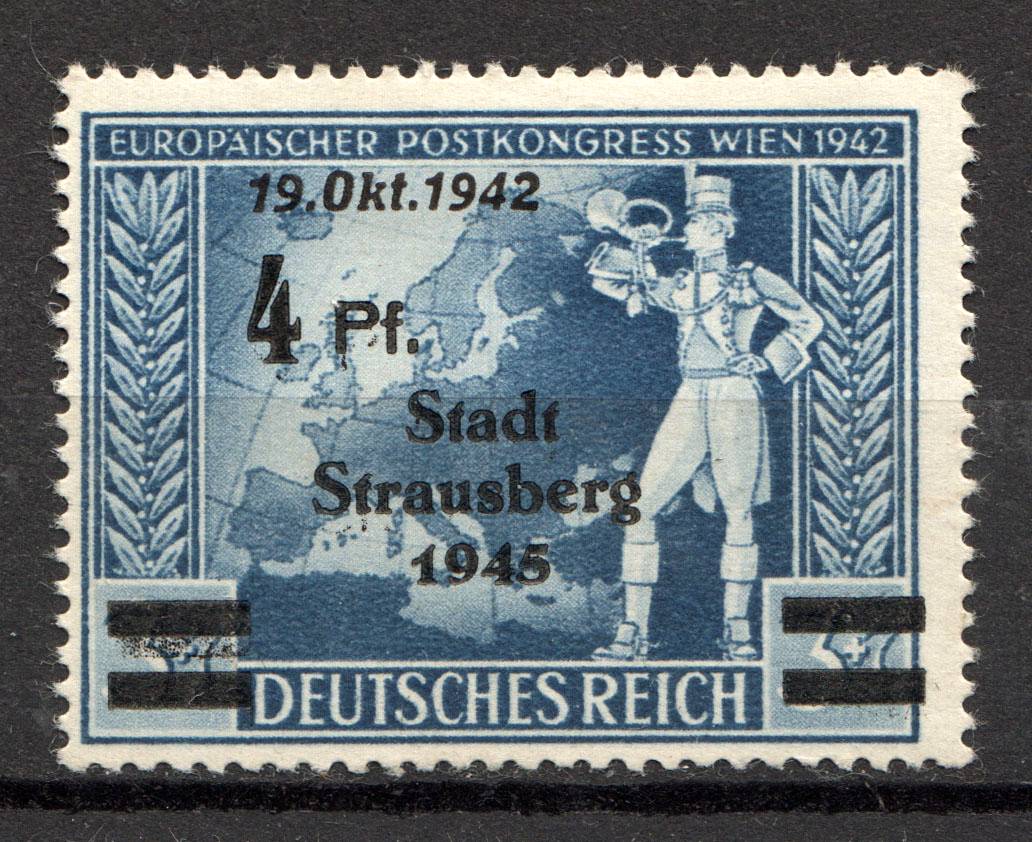 EUROPÄISCHER POSTKONGRESS WIEN 1942
19.Okt.1942
4 Pf.
Stadt
Strausberg
1945
DEUTSCHES REICH